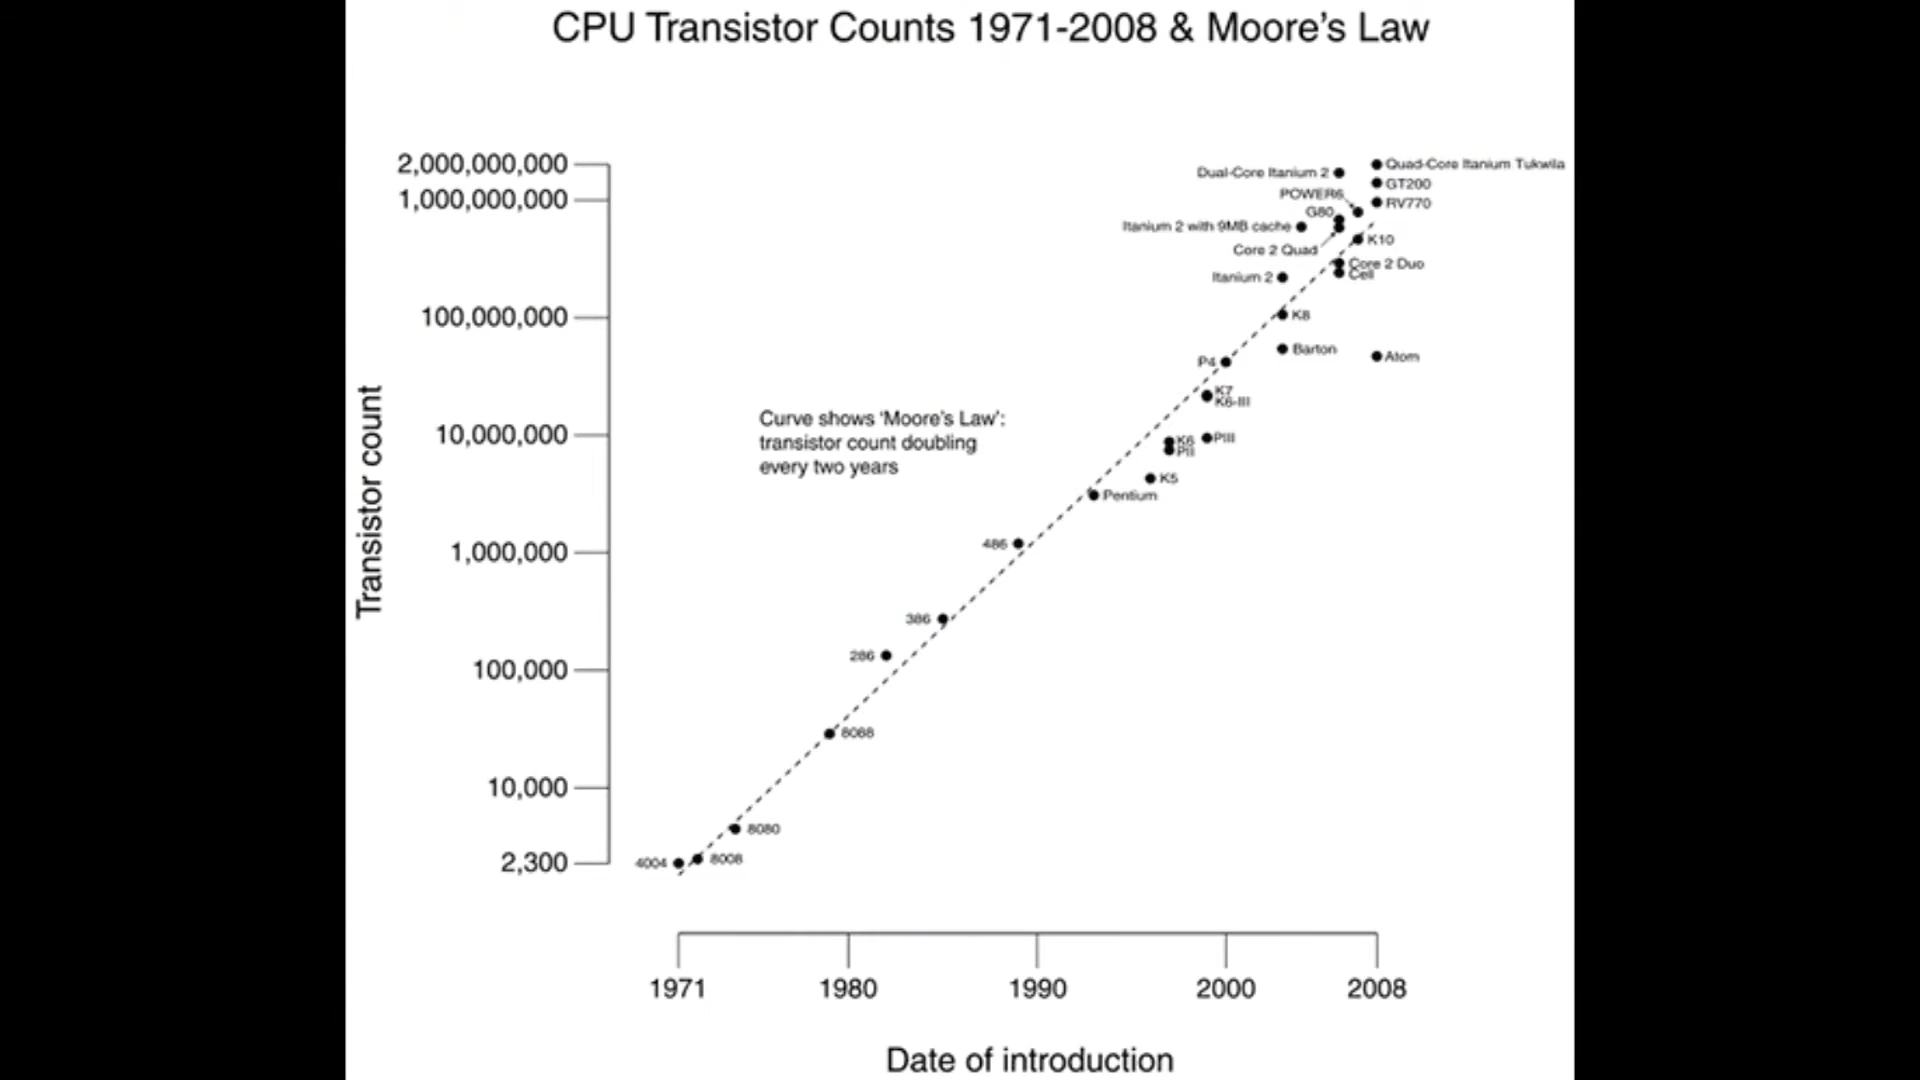 CPU Transistor Counts 1971-2008 & Moore's Law
2,000,000,000
1,000,000,000
100,000,000
10,000,000
1,000,000
100,000
10,000
2,300
Transistor count
Quad-Core Itanium Tukwila
Dual-Core Itanium 2
GT200
POWER6
RV770
G80
Itanium 2 with 9MB cache
K10
Core 2 Quad
Core 2 Duo
Cell
Itanium 2
K8
Barton
Atom
P4
K7
K6-III
Curve shows 'Moore's Law':
transistor count doubling
every two years
K6
PIII
PII
K5
Pentium
486
386
286
8088
8080
4004
8008
1971
1980
1990
2000
2008
Date of introduction